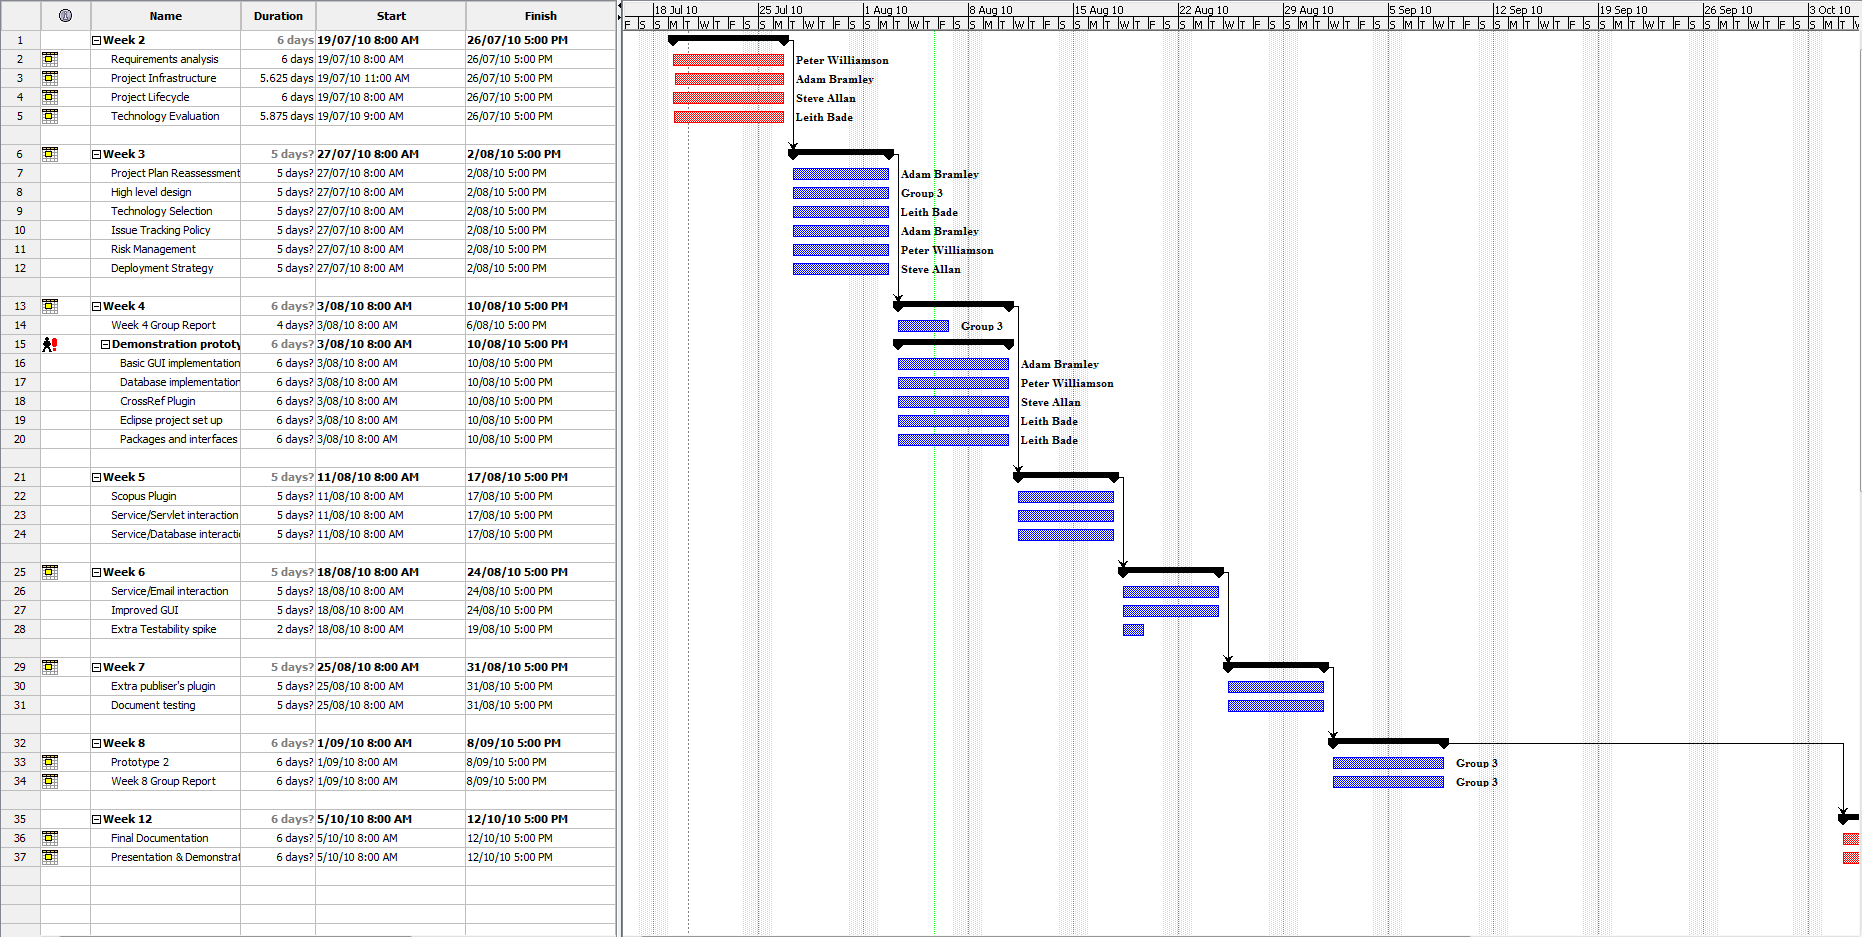 Name Duration Start Finish
18 Jul 10 25 Jul 10 1 Aug 10 8 Aug 10 15 Aug 10 22 Aug 10 29 Aug 10 5 Sep 10 12 Sep 10 19 Sep 10 26 Sep 10 3 Oct 10
F S S M T W T F S S M T W T F S S M T W T F S S M T W T F S S M T W T F S S M T W T F S S M T W T F S S M T W T F S S M T W T F S S M T W T F S S M T W T F S S M T W T F S S M T W
1 Week 2 6 days 19/07/10 8:00 AM 26/07/10 5:00 PM
2 Requirements analysis 6 days 19/07/10 8:00 AM 26/07/10 5:00 PM Peter Williamson
3 Project Infrastructure 5.625 days 19/07/10 11:00 AM 26/07/10 5:00 PM Adam Bramley
4 Project Lifecycle 6 days 19/07/10 8:00 AM 26/07/10 5:00 PM Steve Allan
5 Technology Evaluation 5.875 days 19/07/10 9:00 AM 26/07/10 5:00 PM Leith Bade
6 Week 3 5 days? 27/07/10 8:00 AM 2/08/10 5:00 PM
7 Project Plan Reassessment 5 days? 27/07/10 8:00 AM 2/08/10 5:00 PM Adam Bramley
8 High level design 5 days? 27/07/10 8:00 AM 2/08/10 5:00 PM Group 3
9 Technology Selection 5 days? 27/07/10 8:00 AM 2/08/10 5:00 PM Leith Bade
10 Issue Tracking Policy 5 days? 27/07/10 8:00 AM 2/08/10 5:00 PM Adam Bramley
11 Risk Management 5 days? 27/07/10 8:00 AM 2/08/10 5:00 PM Peter Williamson
12 Deployment Strategy 5 days? 27/07/10 8:00 AM 2/08/10 5:00 PM Steve Allan
13 Week 4 6 days? 3/08/10 8:00 AM 10/08/10 5:00 PM
14 Week 4 Group Report 4 days? 3/08/10 8:00 AM 6/08/10 5:00 PM Group 3
15 Demonstration prototy 6 days? 3/08/10 8:00 AM 10/08/10 5:00 PM
16 Basic GUI implementation 6 days? 3/08/10 8:00 AM 10/08/10 5:00 PM Adam Bramley
17 Database implementation 6 days? 3/08/10 8:00 AM 10/08/10 5:00 PM Peter Williamson
18 CrossRef Plugin 6 days? 3/08/10 8:00 AM 10/08/10 5:00 PM Steve Allan
19 Eclipse project set up 6 days? 3/08/10 8:00 AM 10/08/10 5:00 PM Leith Bade
20 Packages and interfaces 6 days? 3/08/10 8:00 AM 10/08/10 5:00 PM Leith Bade
21 Week 5 5 days? 11/08/10 8:00 AM 17/08/10 5:00 PM
22 Scopus Plugin 5 days? 11/08/10 8:00 AM 17/08/10 5:00 PM
23 Service/Servlet interaction 5 days? 11/08/10 8:00 AM 17/08/10 5:00 PM
24 Service/Database interacti 5 days? 11/08/10 8:00 AM 17/08/10 5:00 PM
25 Week 6 5 days? 18/08/10 8:00 AM 24/08/10 5:00 PM
26 Service/Email interaction 5 days? 18/08/10 8:00 AM 24/08/10 5:00 PM
27 Improved GUI 5 days? 18/08/10 8:00 AM 24/08/10 5:00 PM
28 Extra Testability spike 2 days? 18/08/10 8:00 AM 19/08/10 5:00 PM
29 Week 7 5 days? 25/08/10 8:00 AM 31/08/10 5:00 PM
30 Extra publiser's plugin 5 days? 25/08/10 8:00 AM 31/08/10 5:00 PM
31 Document testing 5 days? 25/08/10 8:00 AM 31/08/10 5:00 PM
32 Week 8 6 days? 1/09/10 8:00 AM 8/09/10 5:00 PM
33 Prototype 2 6 days? 1/09/10 8:00 AM 8/09/10 5:00 PM Group 3
34 Week 8 Group Report 6 days? 1/09/10 8:00 AM 8/09/10 5:00 PM Group 3
35 Week 12 6 days? 5/10/10 8:00 AM 12/10/10 5:00 PM
36 Final Documentation 6 days? 5/10/10 8:00 AM 12/10/10 5:00 PM
37 Presentation & Demonstrat 6 days? 5/10/10 8:00 AM 12/10/10 5:00 PM